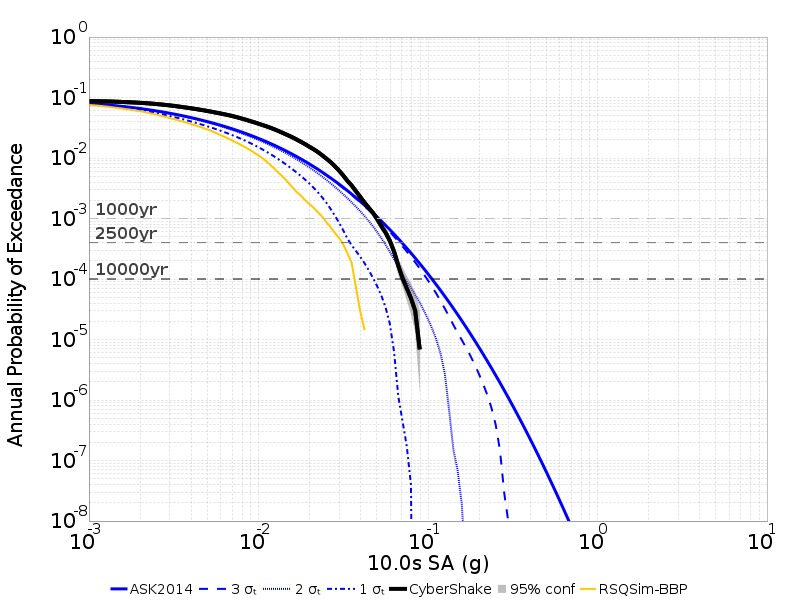 10⁰
10⁻¹
10⁻²
10⁻³
10⁻⁴
10⁻⁵
10⁻⁶
10⁻⁷
10⁻⁸
Annual Probability of Exceedance
1000yr
2500yr
10000yr
10⁻³ 10⁻² 10⁻¹ 10⁰ 10¹
10.0s SA (g)
ASK2014 3 σₜ 2 σₜ 1 σₜ CyberShake 95% conf RSQSim-BBP